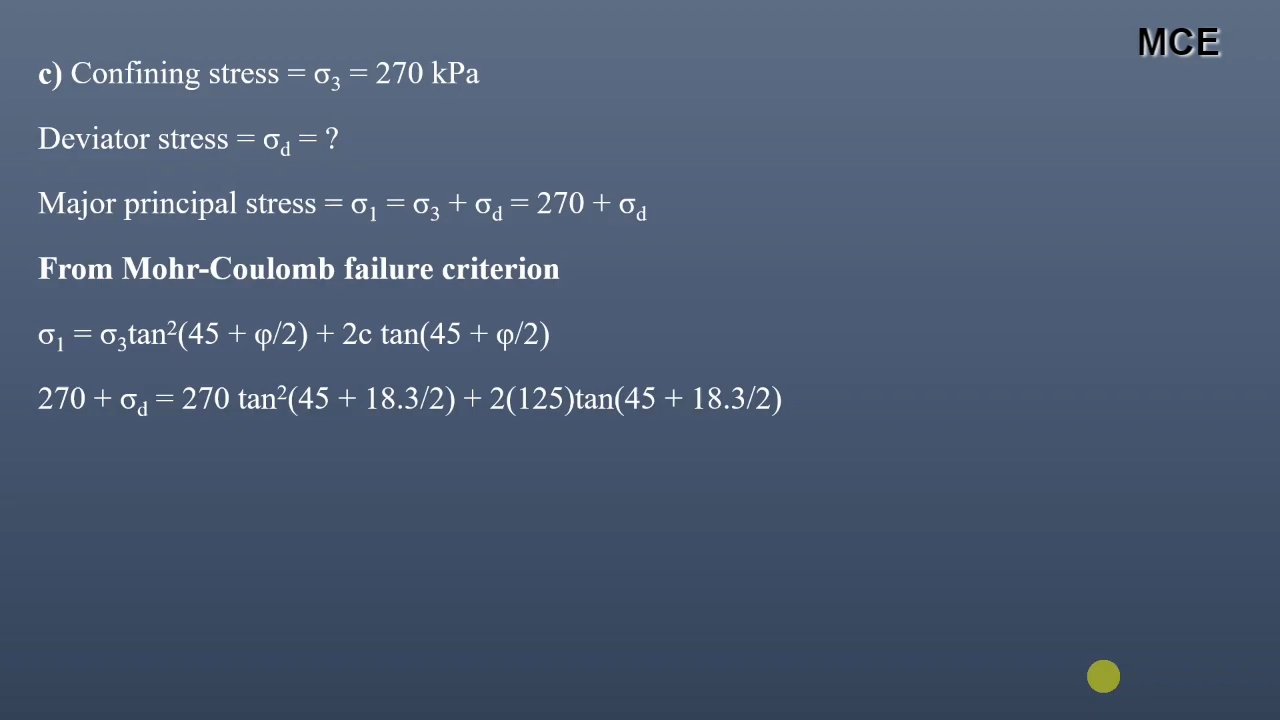 MCE
c) Confining stress = σ₃ = 270 kPa
Deviator stress = σd = ?
Major principal stress = σ₁ = σ₃ + σd = 270 + σd
From Mohr-Coulomb failure criterion
σ₁ = σ₃tan²(45 + φ/2) + 2c tan(45 + φ/2)
270 + σd = 270 tan²(45 + 18.3/2) + 2(125)tan(45 + 18.3/2)